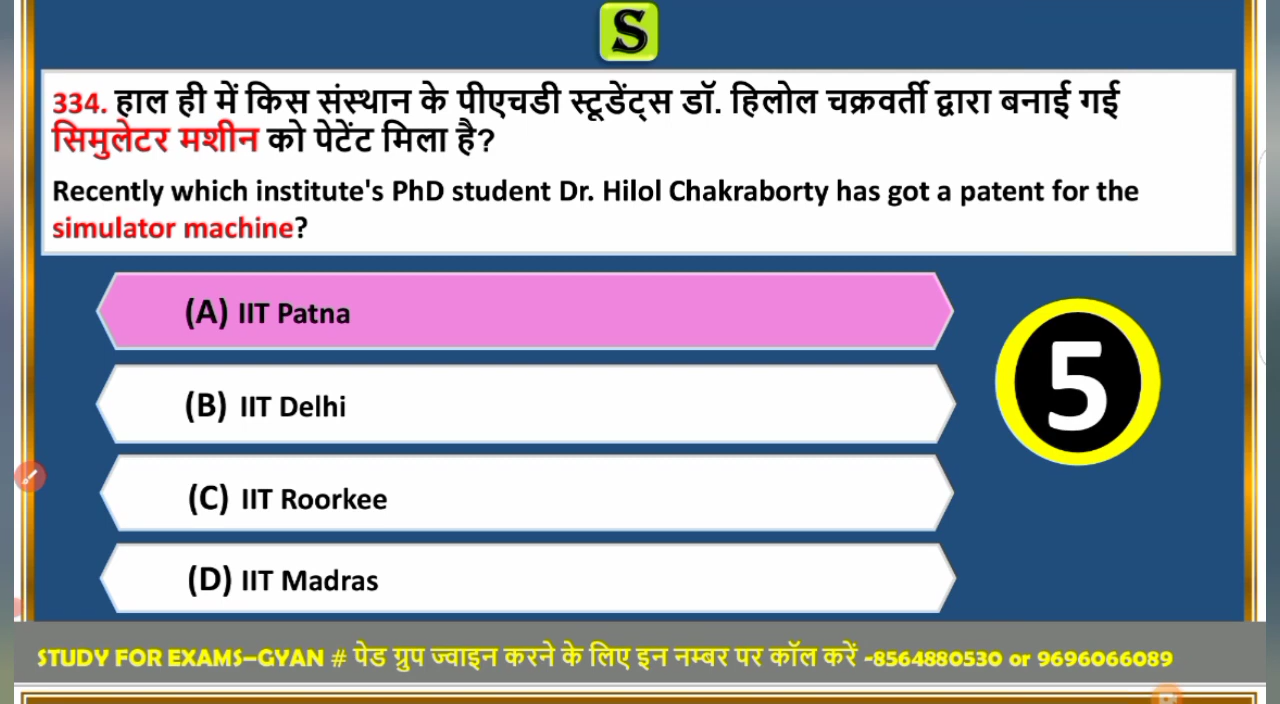 S
334. हाल ही में किस संस्थान के पीएचडी स्टूडेंट्स डॉ. हिलोल चक्रवर्ती द्वारा बनाई गई
सिमुलेटर मशीन को पेटेंट मिला है?
Recently which institute's PhD student Dr. Hilol Chakraborty has got a patent for the
simulator machine?
(A) IIT Patna
(B) IIT Delhi
5
(C) IIT Roorkee
(D) IIT Madras
STUDY FOR EXAMS–GYAN # पेड ग्रुप ज्वाइन करने के लिए इन नम्बर पर कॉल करें -8564880530 or 9696066089